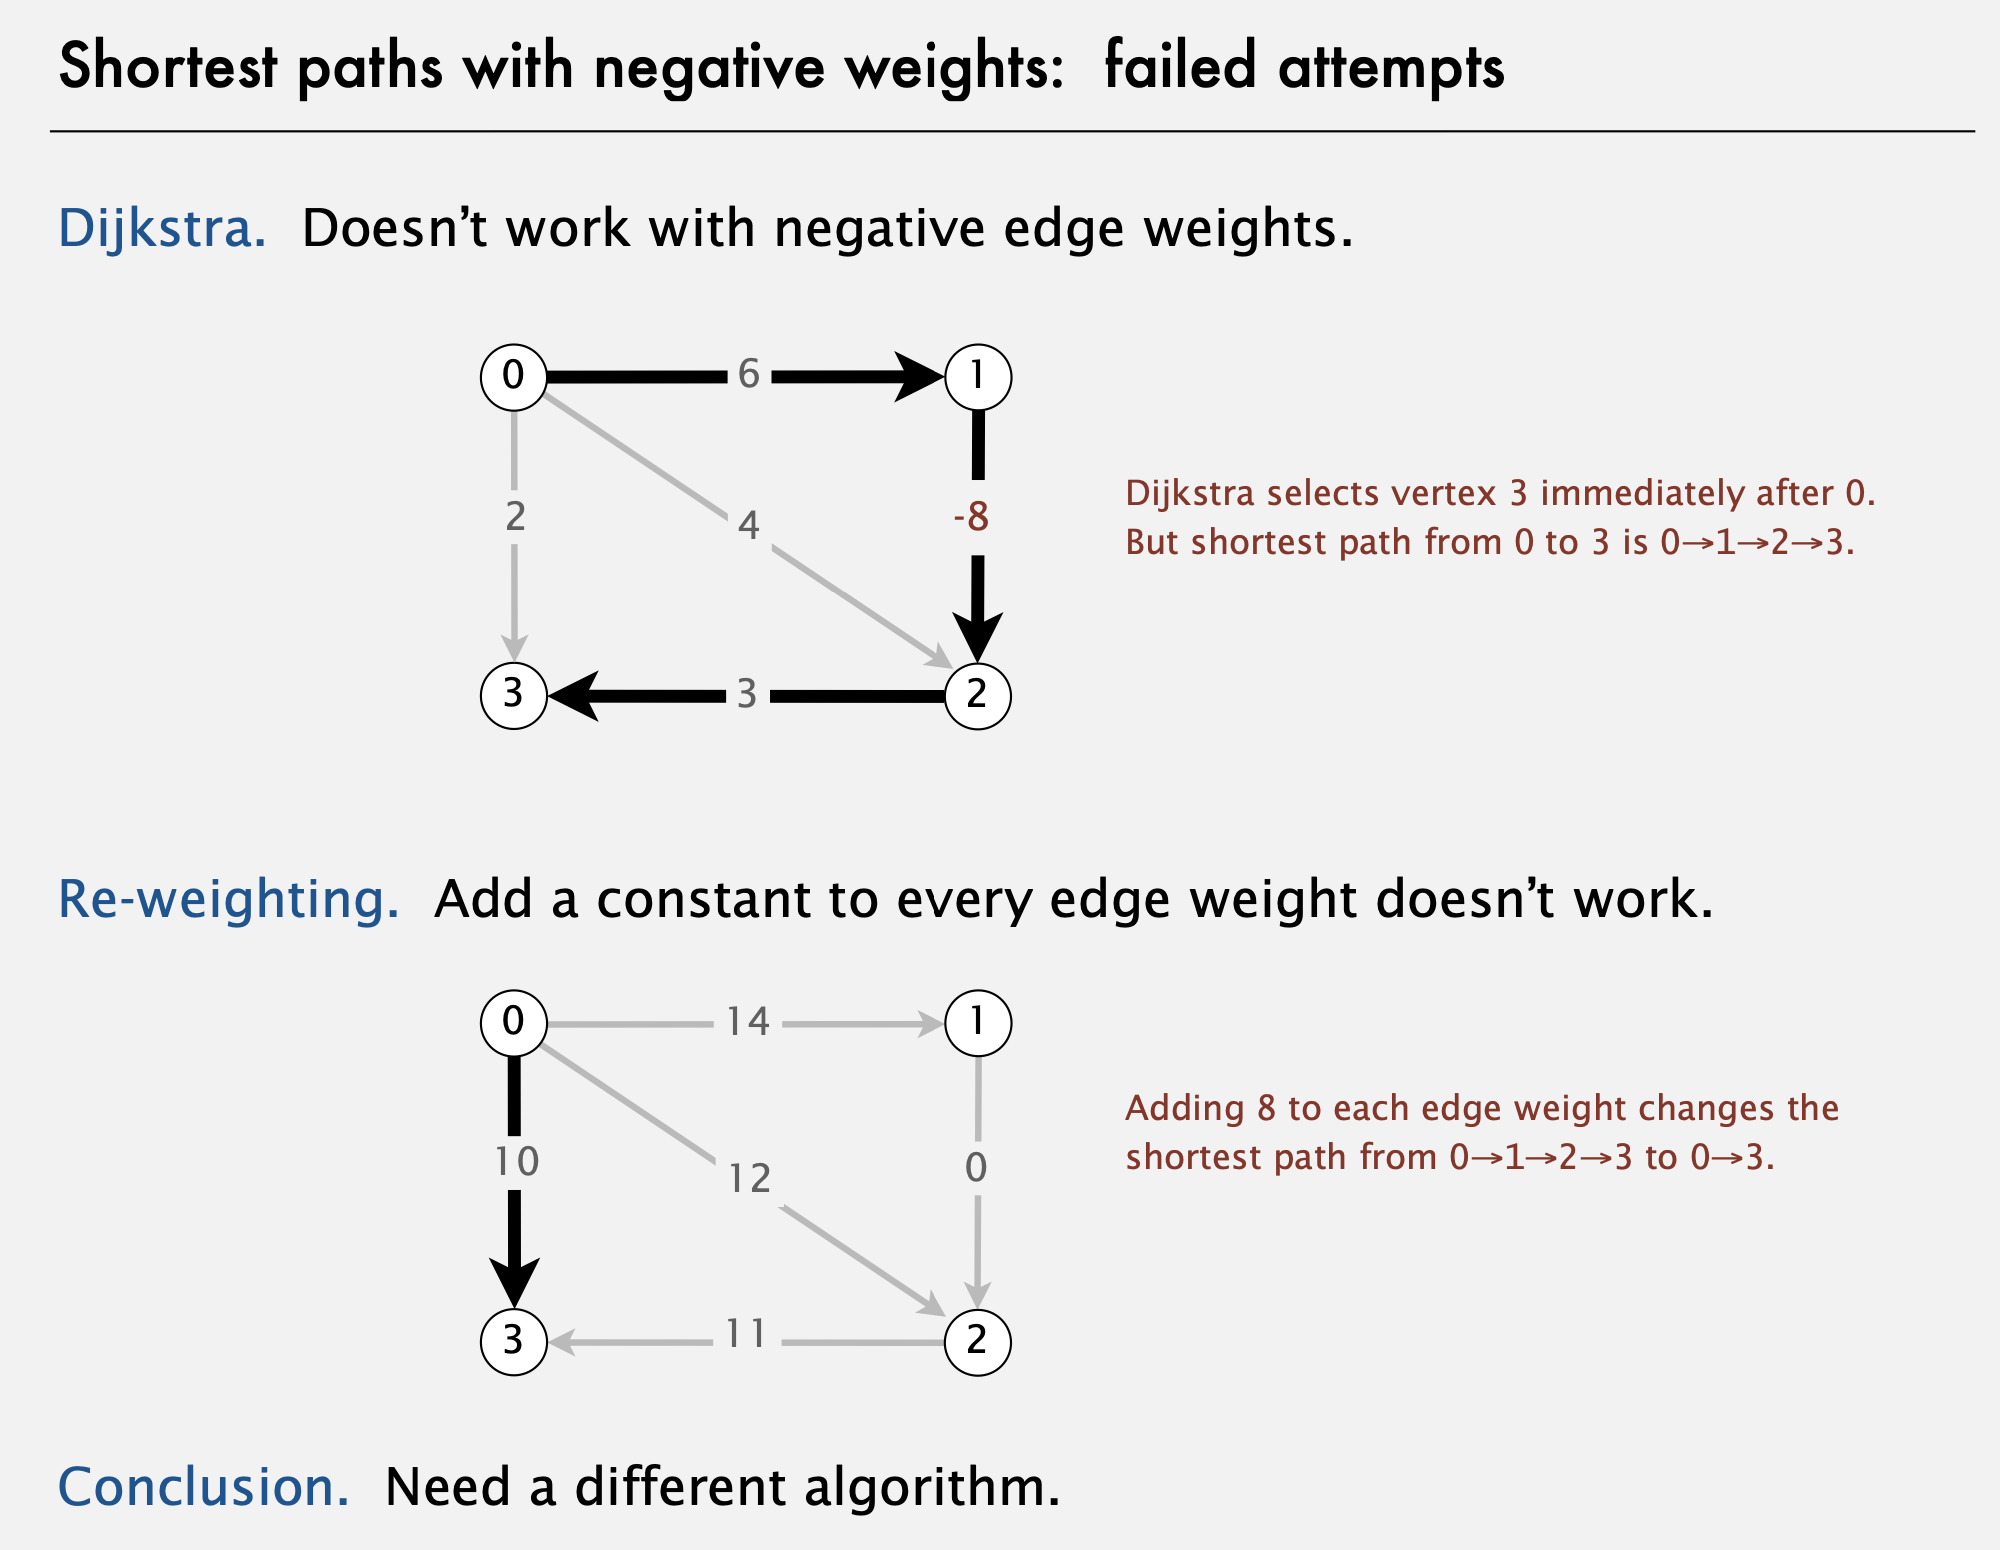 Shortest paths with negative weights: failed attempts
Dijkstra. Doesn’t work with negative edge weights.
0
6
1
2
4
-8
Dijkstra selects vertex 3 immediately after 0.
But shortest path from 0 to 3 is 0→1→2→3.
3
3
2
Re-weighting. Add a constant to every edge weight doesn’t work.
0
14
1
10
12
0
Adding 8 to each edge weight changes the
shortest path from 0→1→2→3 to 0→3.
3
11
2
Conclusion. Need a different algorithm.